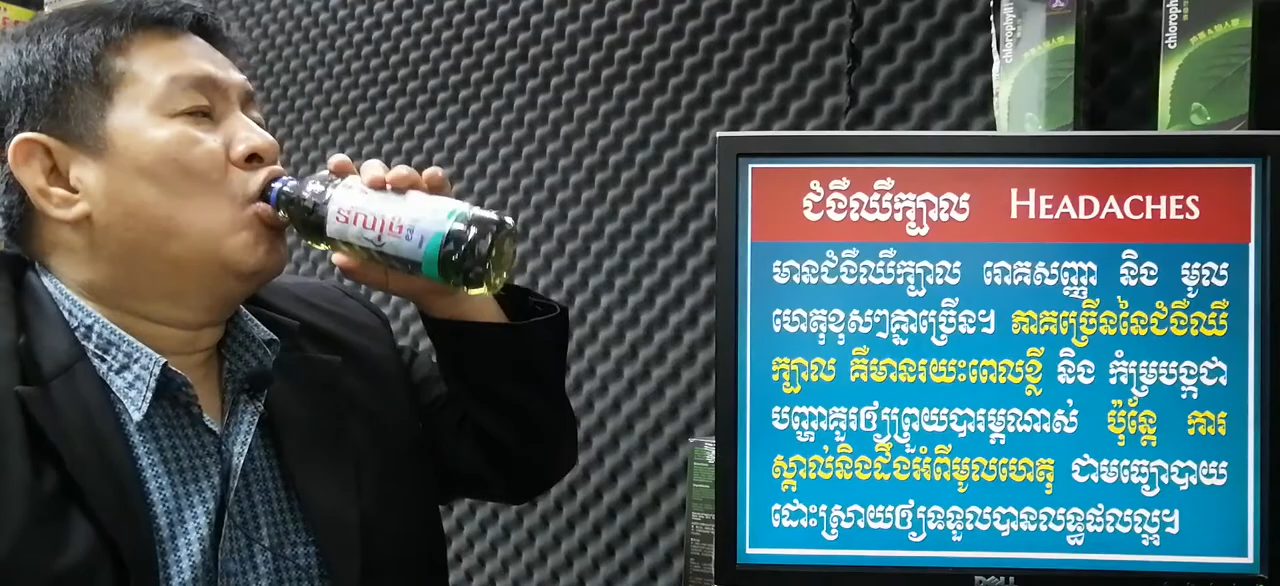 chlorophyll
chlorophyll
ជំងឺឈឺក្បាល HEADACHES
មានជំងឺឈឺក្បាល រោគសញ្ញា និង មូល
ហេតុខុសៗគ្នាច្រើន។ ភាគច្រើននៃជំងឺឈឺ
ក្បាល គឺមានរយះពេលខ្លី និង កំម្របង្កជា
បញ្ហាគួរឲ្យព្រួយបារម្ភណាស់ ប៉ុន្តែ ការ
ស្គាល់និងដឹងអំពីមូលហេតុ ជាមធ្យោបាយ
ដោះស្រាយឲ្យទទួលបានលទ្ធផលល្អ។
DELL